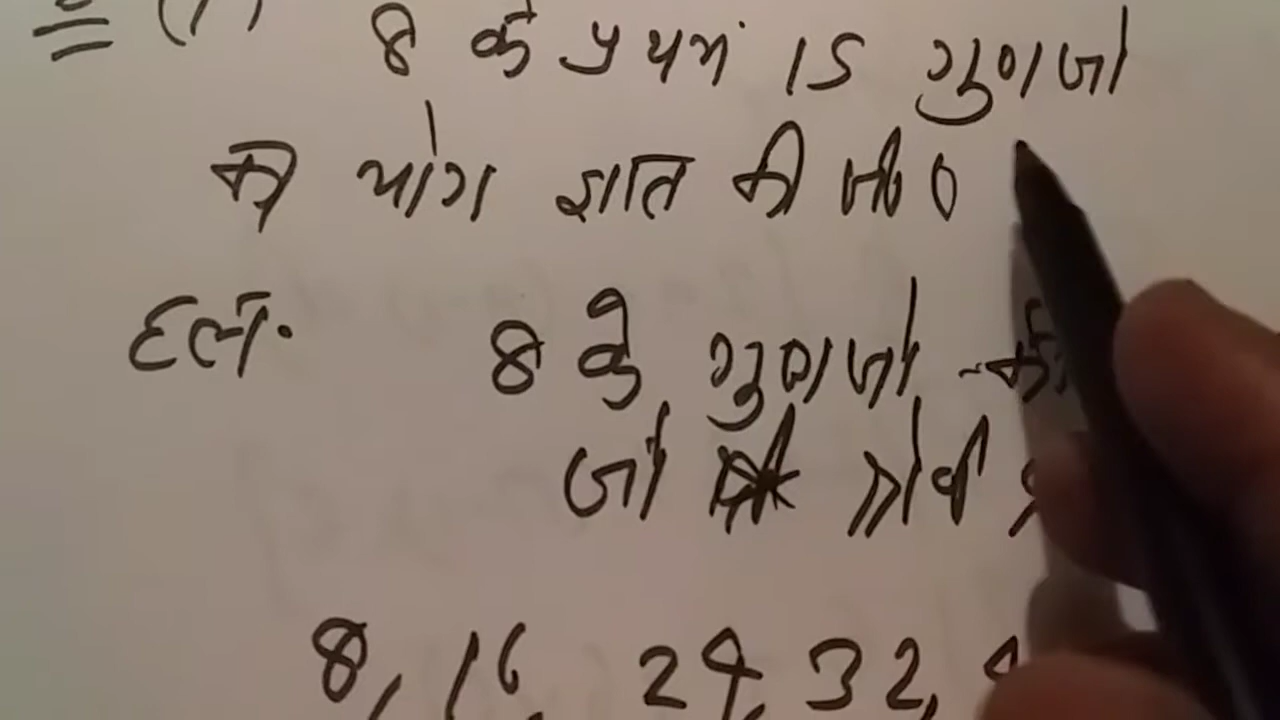 8 के प्रथम 15 गुणजो
का योग ज्ञात कीजिए
हल. 8 के गुणजो की
जो श्रेणी
8, 16, 24, 32,